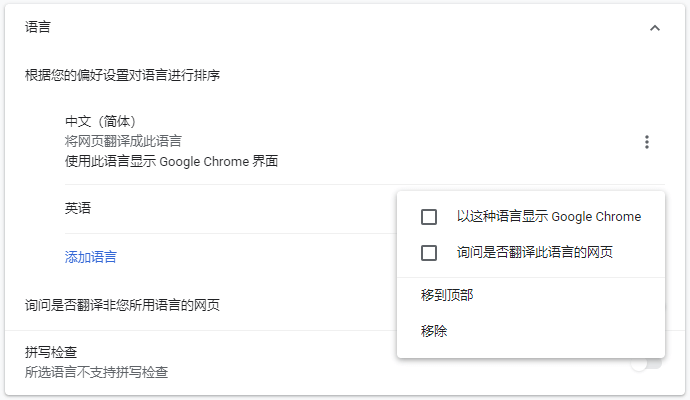 语言
根据您的偏好设置对语言进行排序
中文（简体）
将网页翻译成此语言
使用此语言显示 Google Chrome 界面
英语
以这种语言显示 Google Chrome
询问是否翻译此语言的网页
移到顶部
移除
添加语言
询问是否翻译非您所用语言的网页
拼写检查
所选语言不支持拼写检查